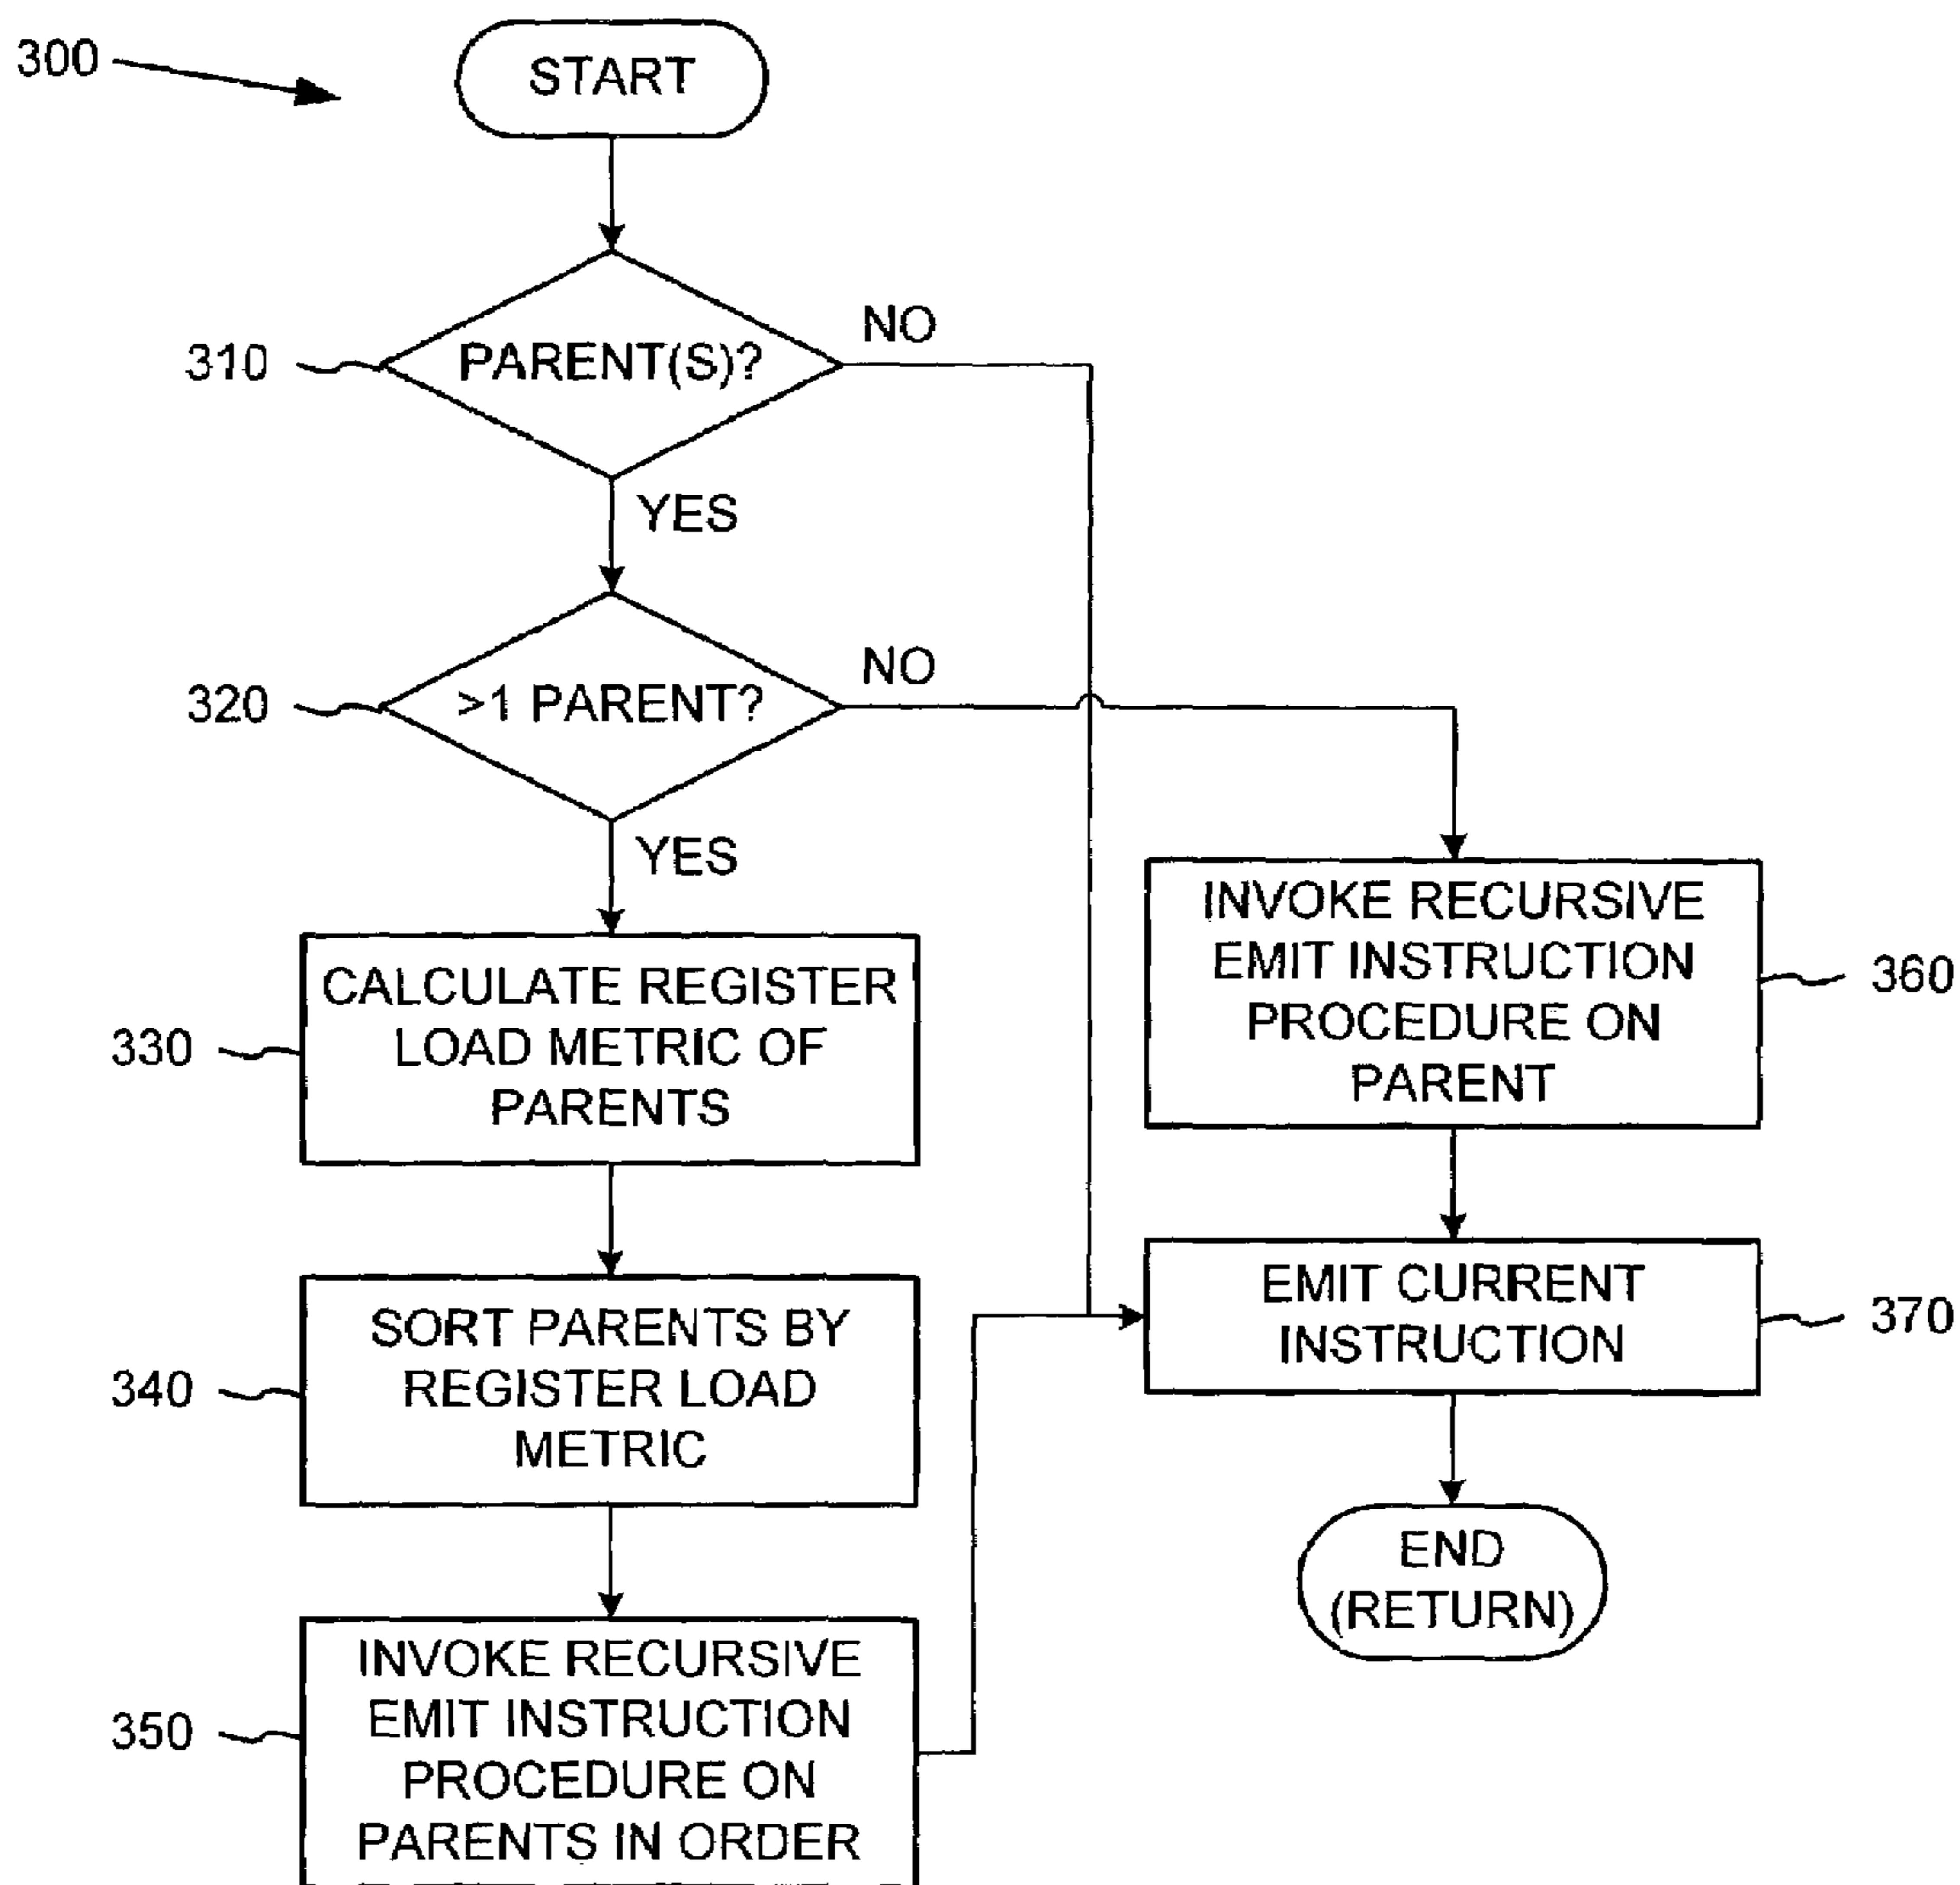 300
START
310
PARENT(S)?
NO
YES
320
>1 PARENT?
NO
YES
330
CALCULATE REGISTER
LOAD METRIC OF
PARENTS
340
SORT PARENTS BY
REGISTER LOAD
METRIC
350
INVOKE RECURSIVE
EMIT INSTRUCTION
PROCEDURE ON
PARENTS IN ORDER
INVOKE RECURSIVE
EMIT INSTRUCTION
PROCEDURE ON
PARENT
360
EMIT CURRENT
INSTRUCTION
370
END
(RETURN)